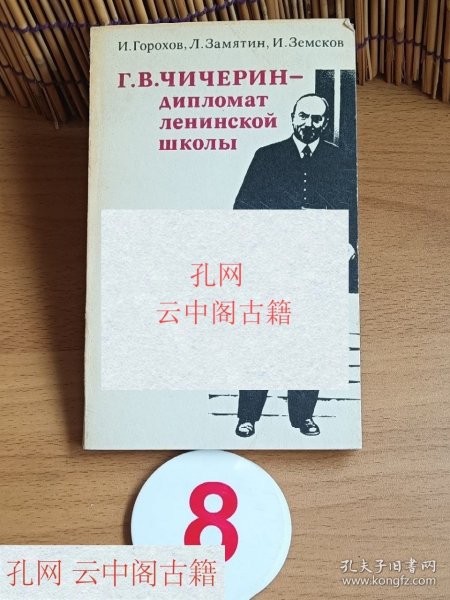 И. Горохов, Л. Замятин, И. Земсков
Г. В. ЧИЧЕРИН—
ДИПЛОМАТ
ЛЕНИНСКОЙ
ШКОЛЫ
孔网
云中阁古籍
8
孔网 云中阁古籍
孔夫子旧书网
www.kongfz.com